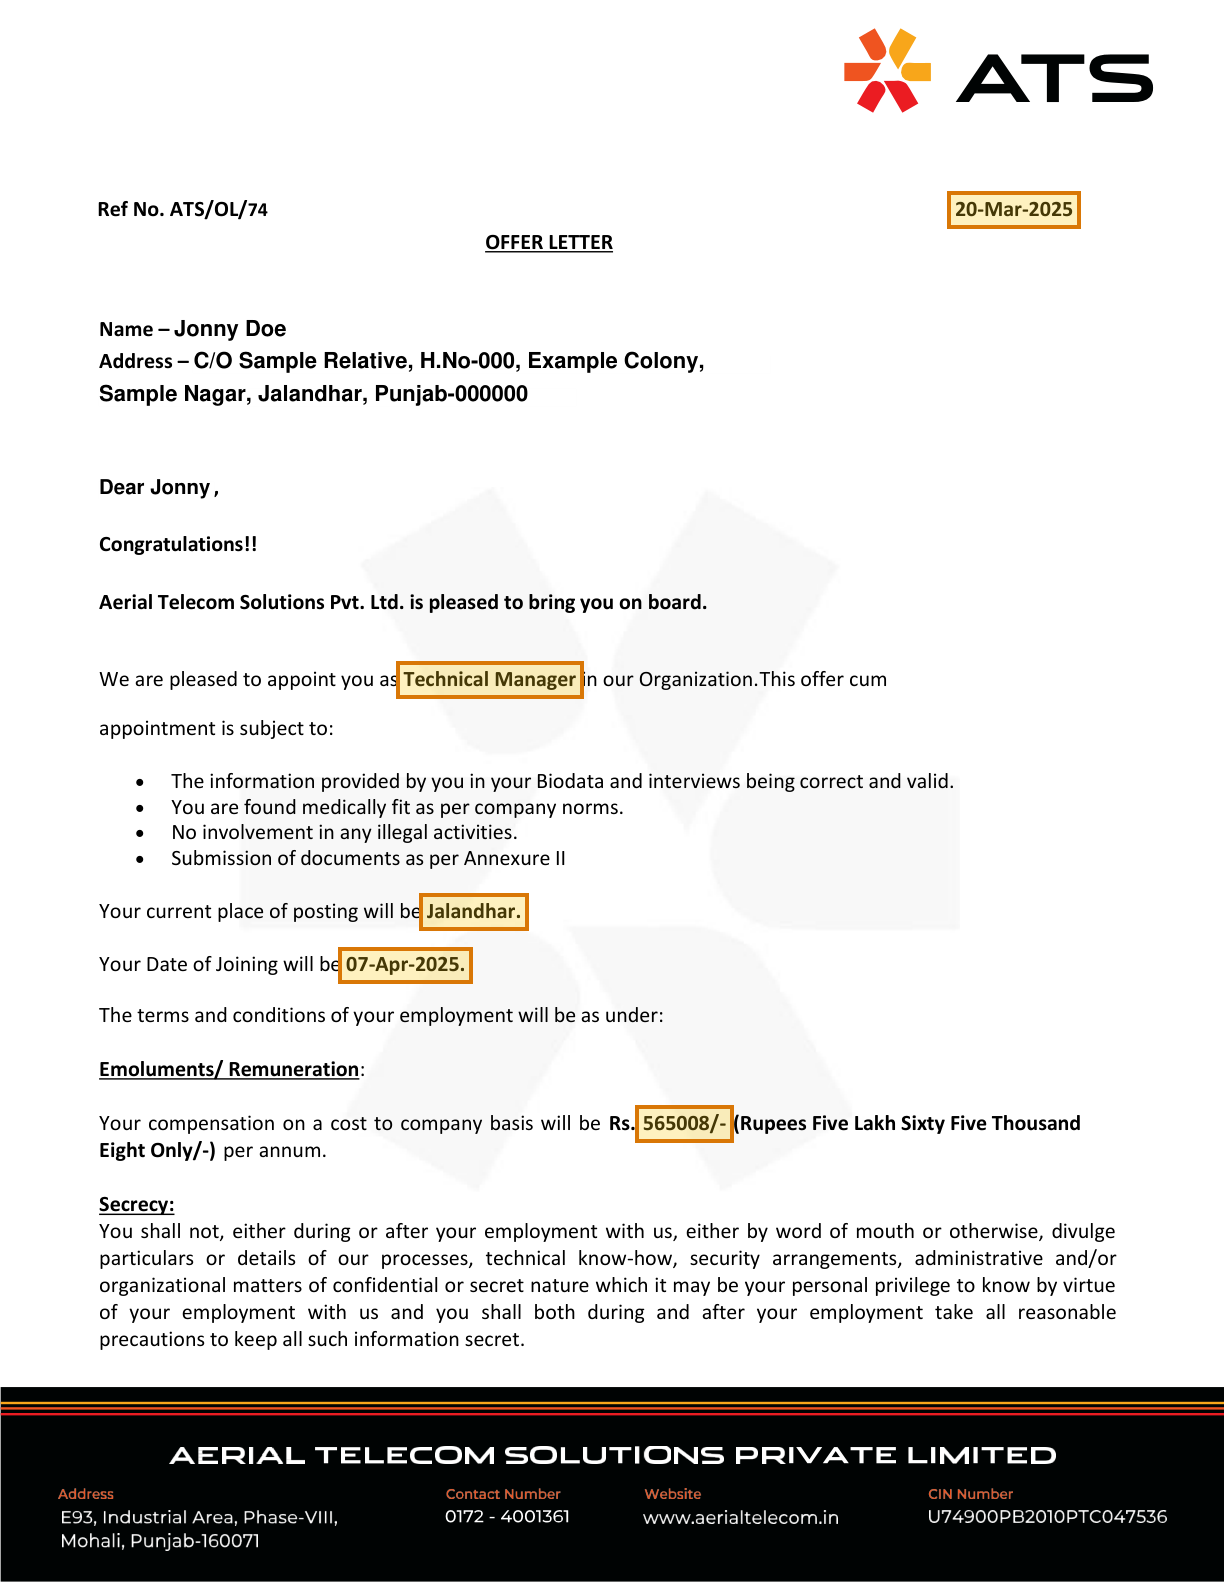 ATS
Ref No. ATS/OL/74 20-Mar-2025
OFFER LETTER
Name – Jonny Doe
Address – C/O Sample Relative, H.No-000, Example Colony,
Sample Nagar, Jalandhar, Punjab-000000
Dear Jonny ,
Congratulations!!
Aerial Telecom Solutions Pvt. Ltd. is pleased to bring you on board.
We are pleased to appoint you as Technical Manager in our Organization.This offer cum
appointment is subject to:
• The information provided by you in your Biodata and interviews being correct and valid.
• You are found medically fit as per company norms.
• No involvement in any illegal activities.
• Submission of documents as per Annexure II
Your current place of posting will be Jalandhar.
Your Date of Joining will be 07-Apr-2025.
The terms and conditions of your employment will be as under:
Emoluments/ Remuneration:
Your compensation on a cost to company basis will be Rs. 565008/- (Rupees Five Lakh Sixty Five Thousand
Eight Only/-) per annum.
Secrecy:
You shall not, either during or after your employment with us, either by word of mouth or otherwise, divulge
particulars or details of our processes, technical know-how, security arrangements, administrative and/or
organizational matters of confidential or secret nature which it may be your personal privilege to know by virtue
of your employment with us and you shall both during and after your employment take all reasonable
precautions to keep all such information secret.
AERIAL TELECOM SOLUTIONS PRIVATE LIMITED
Address Contact Number Website CIN Number
E93, Industrial Area, Phase-VIII, 0172 - 4001361 www.aerialtelecom.in U74900PB2010PTC047536
Mohali, Punjab-160071